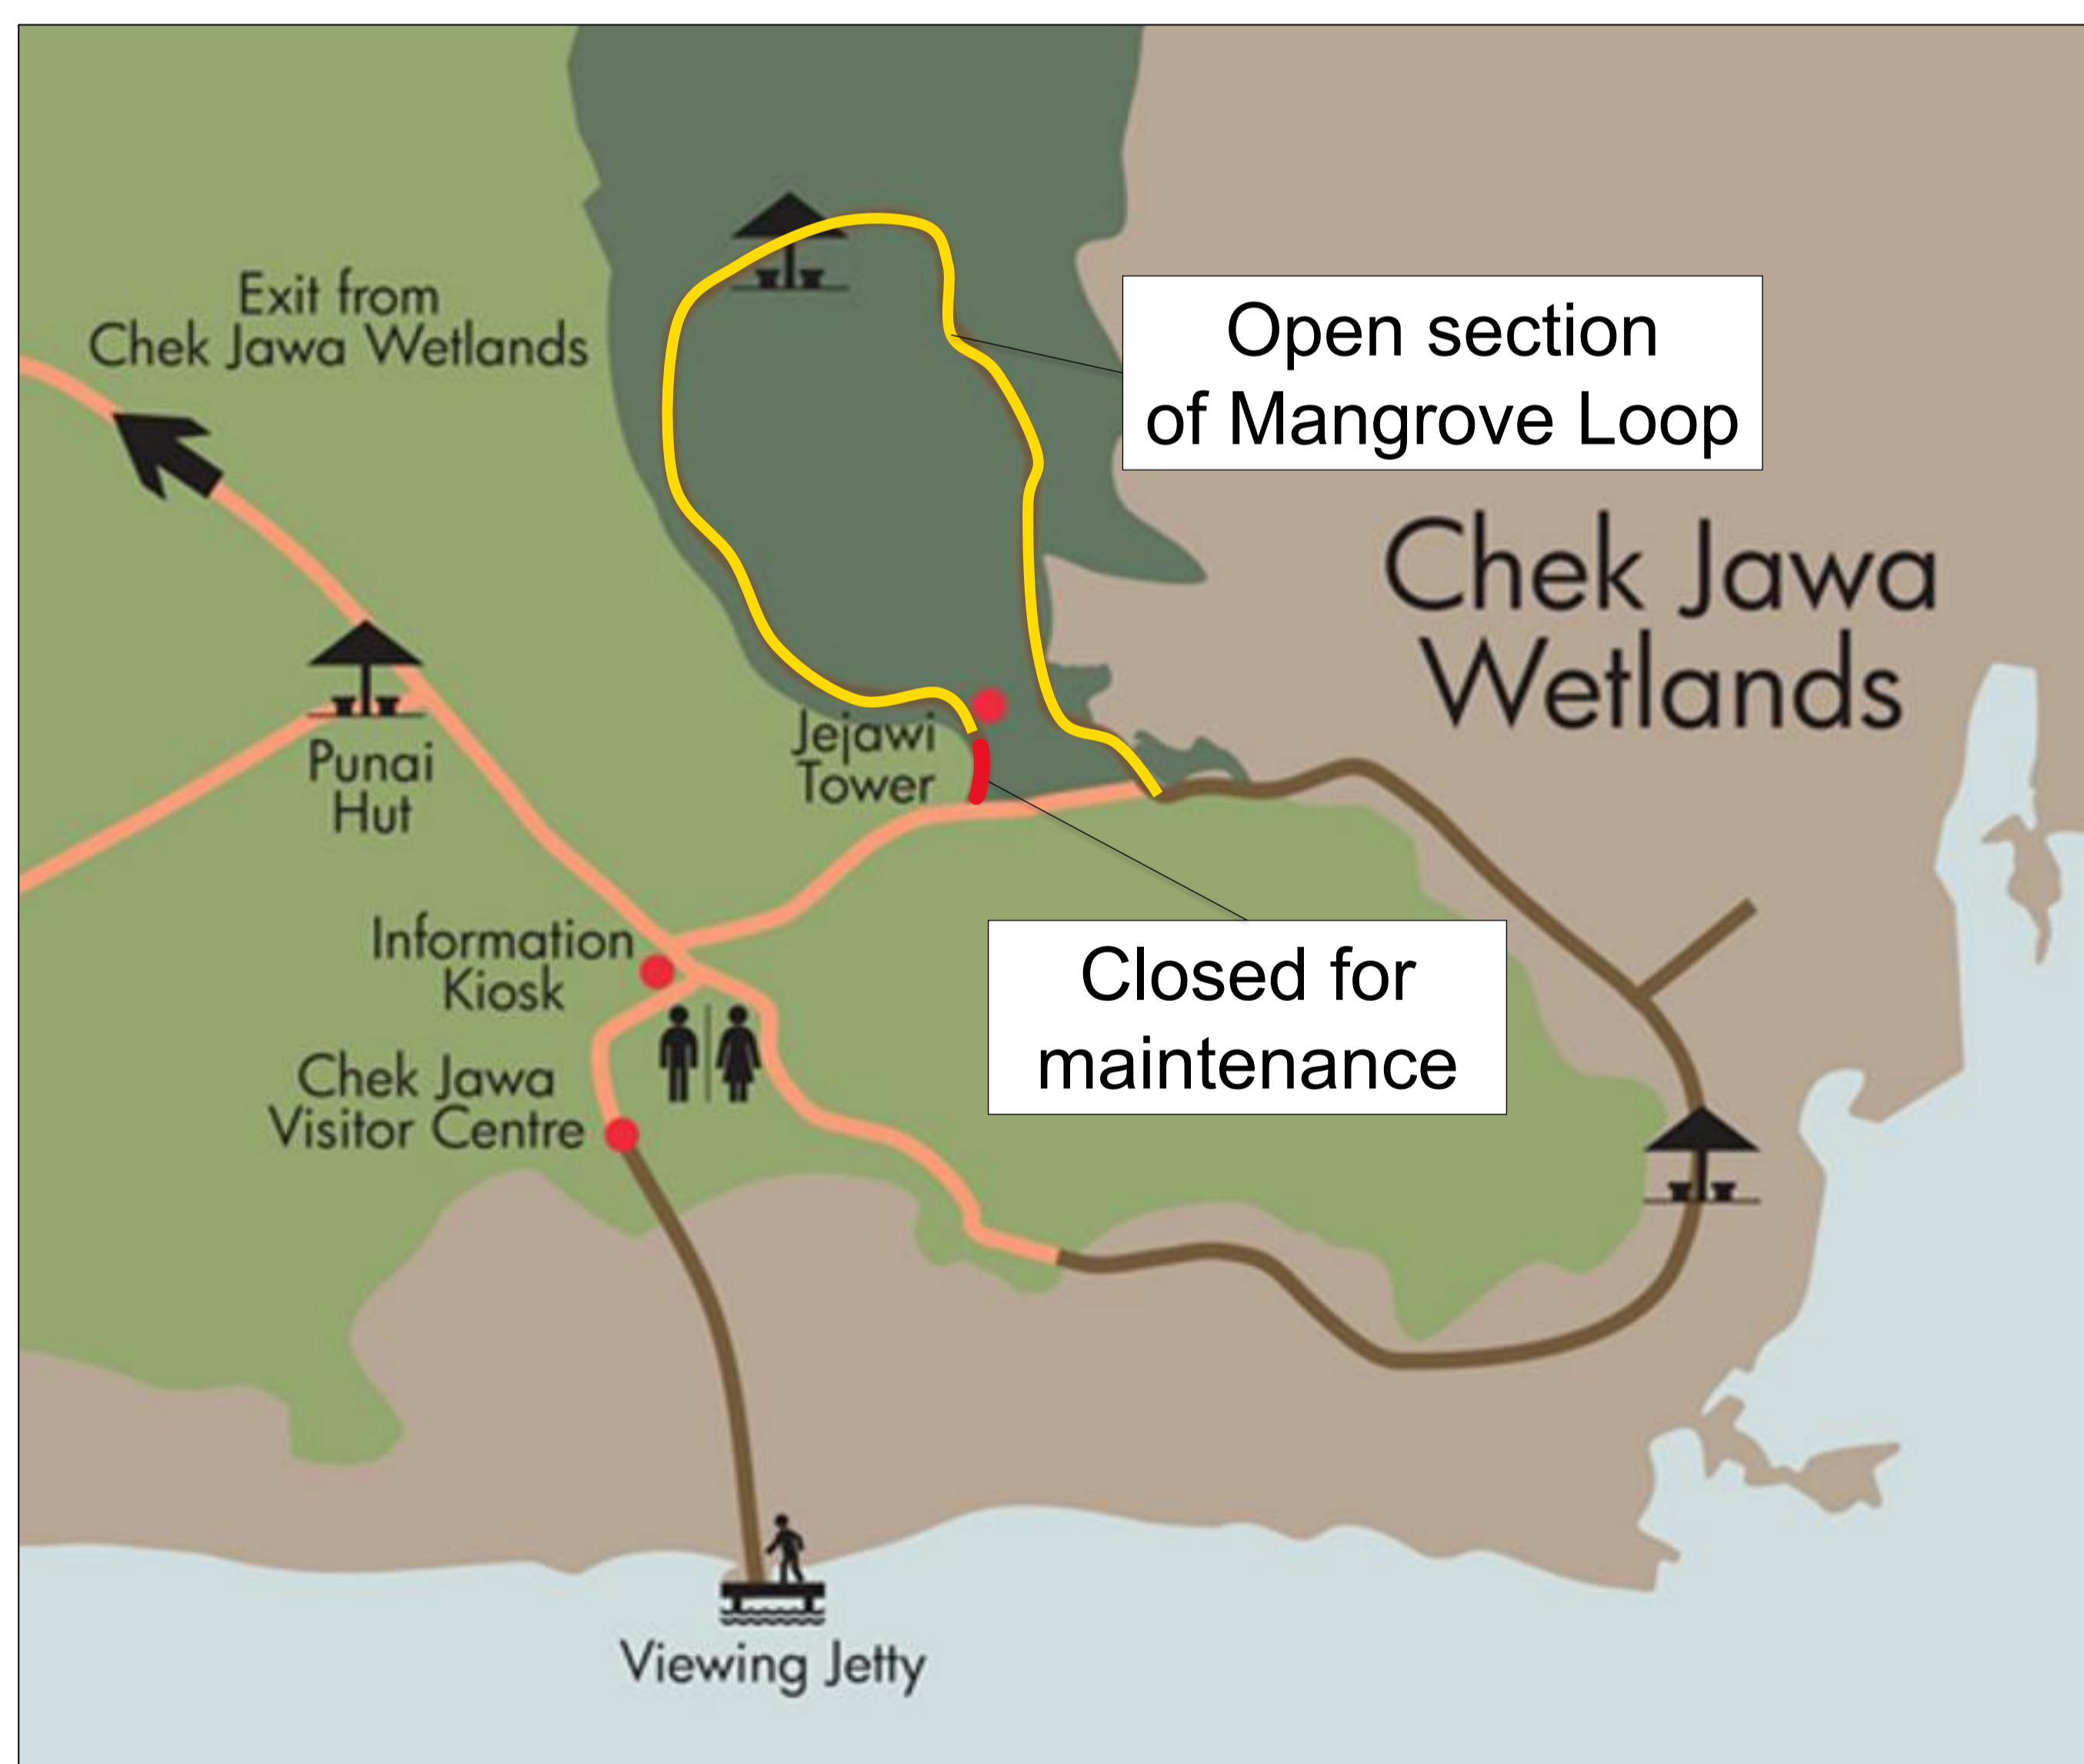 Exit from
Chek Jawa Wetlands
Open section
of Mangrove Loop
Chek Jawa
Wetlands
Jejawi
Tower
Punai
Hut
Information
Kiosk
Closed for
maintenance
Chek Jawa
Visitor Centre
Viewing Jetty